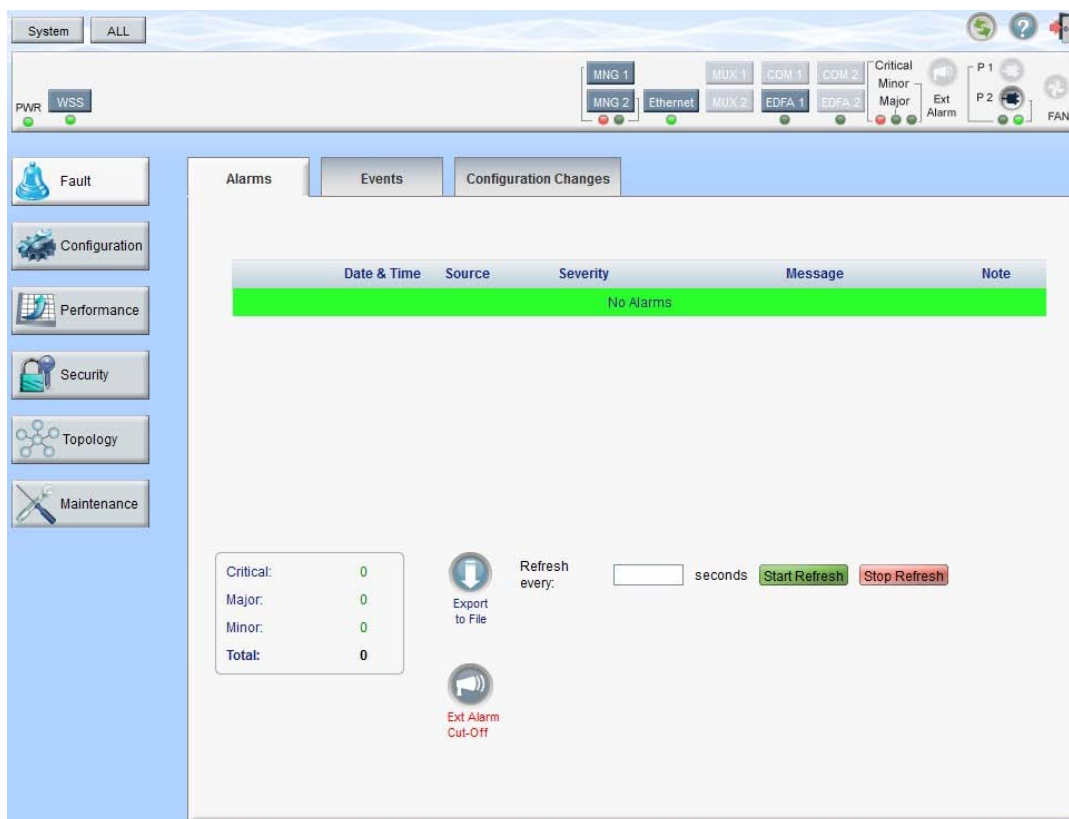 System ALL
MNG 1 MUX 1 COM 1 COM 2 Critical P 1
Minor
PWR WSS MNG 2 Ethernet MUX 2 EDFA 1 EDFA 2 Major Ext Alarm P 2 FAN
Fault
Configuration
Performance
Security
Topology
Maintenance
Alarms Events Configuration Changes
Date & Time Source Severity Message Note
No Alarms
Critical: 0
Major: 0
Minor: 0
Total: 0
Export
to File
Ext Alarm
Cut-Off
Refresh
every: seconds Start Refresh Stop Refresh